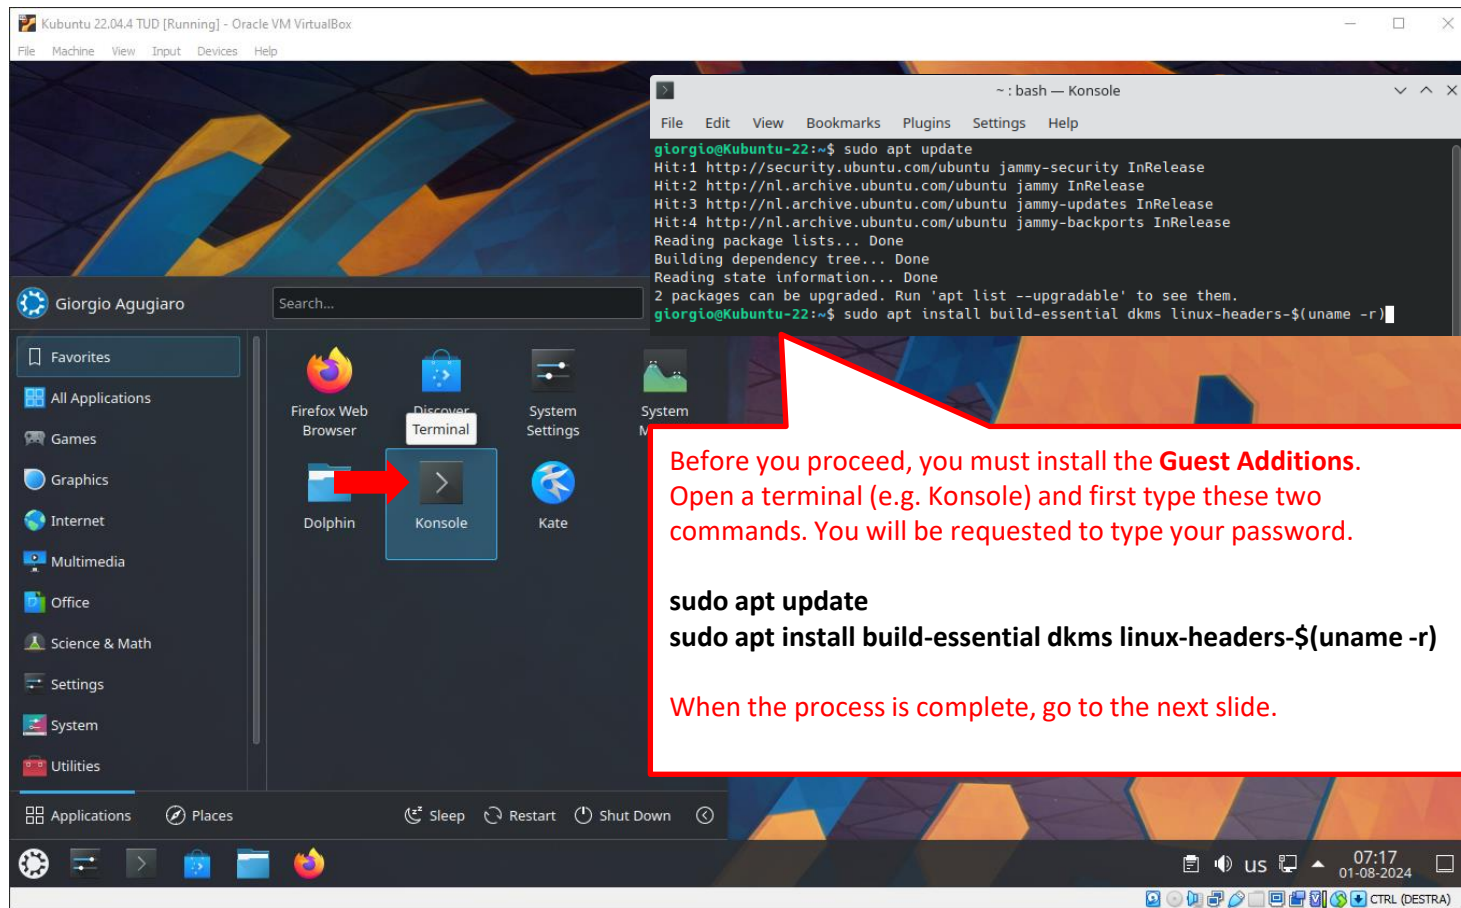 Kubuntu 22.04.4 TUD [Running] - Oracle VM VirtualBox
File Machine View Input Devices Help
~ : bash — Konsole
File Edit View Bookmarks Plugins Settings Help
giorgio@Kubuntu-22:~$ sudo apt update
Hit:1 http://security.ubuntu.com/ubuntu jammy-security InRelease
Hit:2 http://nl.archive.ubuntu.com/ubuntu jammy InRelease
Hit:3 http://nl.archive.ubuntu.com/ubuntu jammy-updates InRelease
Hit:4 http://nl.archive.ubuntu.com/ubuntu jammy-backports InRelease
Reading package lists... Done
Building dependency tree... Done
Reading state information... Done
2 packages can be upgraded. Run 'apt list --upgradable' to see them.
giorgio@Kubuntu-22:~$ sudo apt install build-essential dkms linux-headers-$(uname -r)
Giorgio Agugiaro
Search...
Favorites
All Applications
Games
Graphics
Internet
Multimedia
Office
Science & Math
Settings
System
Utilities
Firefox Web
Browser
Discover
Terminal
System
Settings
System
Dolphin
Konsole
Kate
Before you proceed, you must install the Guest Additions.
Open a terminal (e.g. Konsole) and first type these two
commands. You will be requested to type your password.
sudo apt update
sudo apt install build-essential dkms linux-headers-$(uname -r)
When the process is complete, go to the next slide.
Applications
Places
Sleep
Restart
Shut Down
US
07:17
01-08-2024
CTRL (DESTRA)